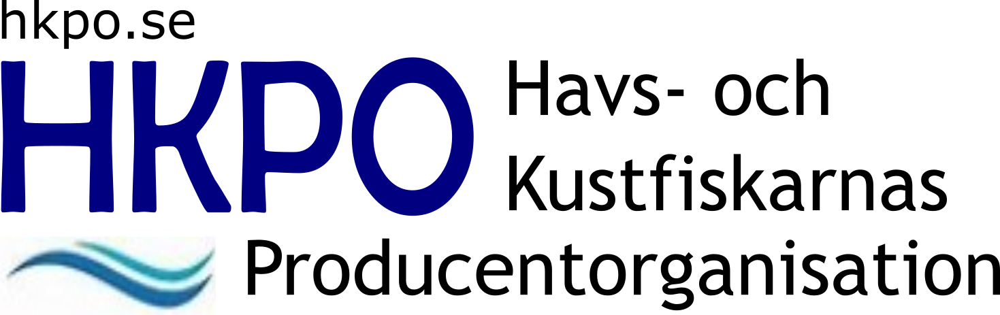 hkpo.se
HKPO
Havs- och
Kustfiskarnas
Producentorganisation